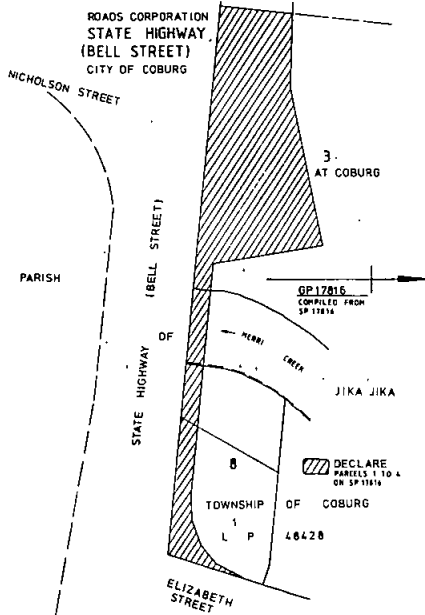 ROADS CORPORATION
STATE HIGHWAY
(BELL STREET)
CITY OF COBURG
NICHOLSON STREET
3
AT COBURG
(BELL STREET)
PARISH
GP 17816
COMPILED FROM
SP 17816
OF
MERRI CREEK
JIKA JIKA
STATE HIGHWAY
8
DECLARE
PARCELS 1 TO 4
ON SP 17816
TOWNSHIP OF COBURG
1
L P 48428
ELIZABETH
STREET